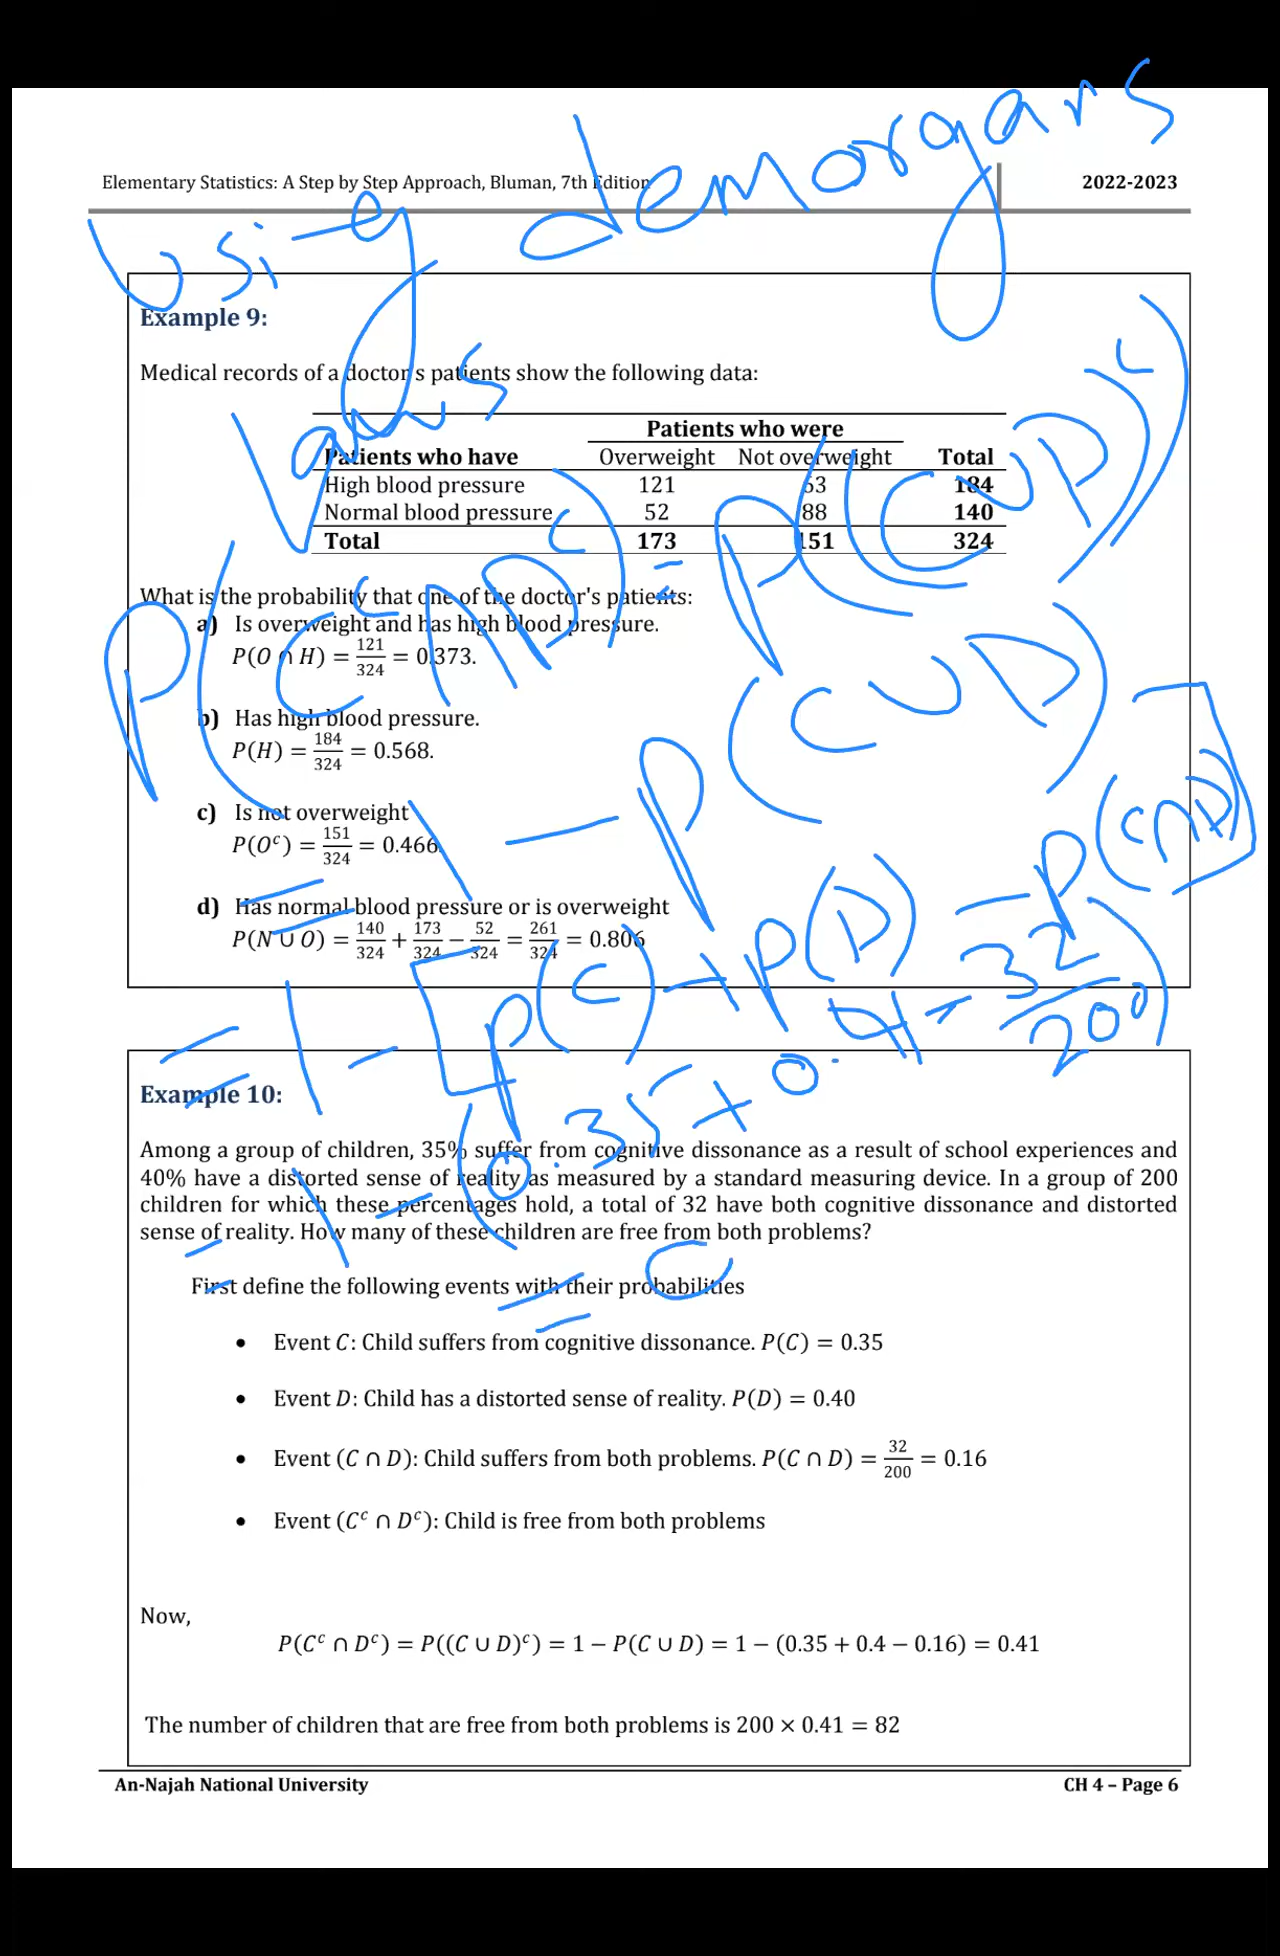 Elementary Statistics: A Step by Step Approach, Bluman, 7th Edition 2022-2023
using demorgans
laws
P(Cᶜ∩Dᶜ) = P((C∪D)ᶜ)
= 1 - P(C∪D)
= 1 - [P(C) + P(D) - P(C∩D)]
= 1 - (0.35 + 0.4 - 32/200)
= 0
Example 9:
Medical records of a doctor's patients show the following data:
Patients who were
Patients who have Overweight Not overweight Total
High blood pressure 121 63 184
Normal blood pressure 52 88 140
Total 173 151 324
What is the probability that one of the doctor's patients:
a) Is overweight and has high blood pressure.
P(O ∩ H) = 121/324 = 0.373.
b) Has high blood pressure.
P(H) = 184/324 = 0.568.
c) Is not overweight
P(Oᶜ) = 151/324 = 0.466.
d) Has normal blood pressure or is overweight
P(N ∪ O) = 140/324 + 173/324 − 52/324 = 261/324 = 0.806
Example 10:
Among a group of children, 35% suffer from cognitive dissonance as a result of school experiences and
40% have a distorted sense of reality as measured by a standard measuring device. In a group of 200
children for which these percentages hold, a total of 32 have both cognitive dissonance and distorted
sense of reality. How many of these children are free from both problems?
First define the following events with their probabilities
• Event C: Child suffers from cognitive dissonance. P(C) = 0.35
• Event D: Child has a distorted sense of reality. P(D) = 0.40
• Event (C ∩ D): Child suffers from both problems. P(C ∩ D) = 32/200 = 0.16
• Event (Cᶜ ∩ Dᶜ): Child is free from both problems
Now,
P(Cᶜ ∩ Dᶜ) = P((C ∪ D)ᶜ) = 1 − P(C ∪ D) = 1 − (0.35 + 0.4 − 0.16) = 0.41
The number of children that are free from both problems is 200 × 0.41 = 82
An-Najah National University CH 4 – Page 6